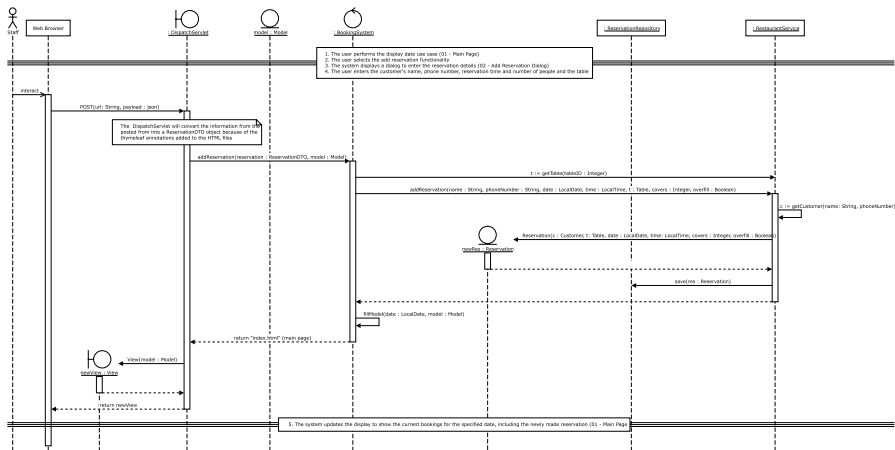 Staff
Web Browser
: DispatchServlet
model : Model
: BookingSystem
: ReservationRepository
: RestaurantService
1. The user performs the display date use case (01 - Main Page)
2. The user selects the add reservation functionality
3. The system displays a dialog to enter the reservation details (02 - Add Reservation Dialog)
4. The user enters the customer's name, phone number, reservation time and number of people and the table
interact
POST(url: String, payload : json)
The DispatchServlet will convert the information from the
posted from into a ReservationDTO object because of the
thymeleaf annotations added to the HTML files
addReservation(reservation : ReservationDTO, model : Model)
t := getTable(tableID : Integer)
addReservation(name : String, phoneNumber : String, date : LocalDate, time : LocalTime, t : Table, covers : Integer, overfill : Boolean)
c := getCustomer(name: String, phoneNumber)
Reservation(c : Customer, t: Table, date : LocalDate, time: LocalTime, covers : Integer, overfill : Boolean)
newRes : Reservation
save(res : Reservation)
fillModel(date : LocalDate, model : Model)
return "index.html" (main page)
View(model : Model)
newView : View
return newView
5. The system updates the display to show the current bookings for the specified date, including the newly made reservation (01 - Main Page